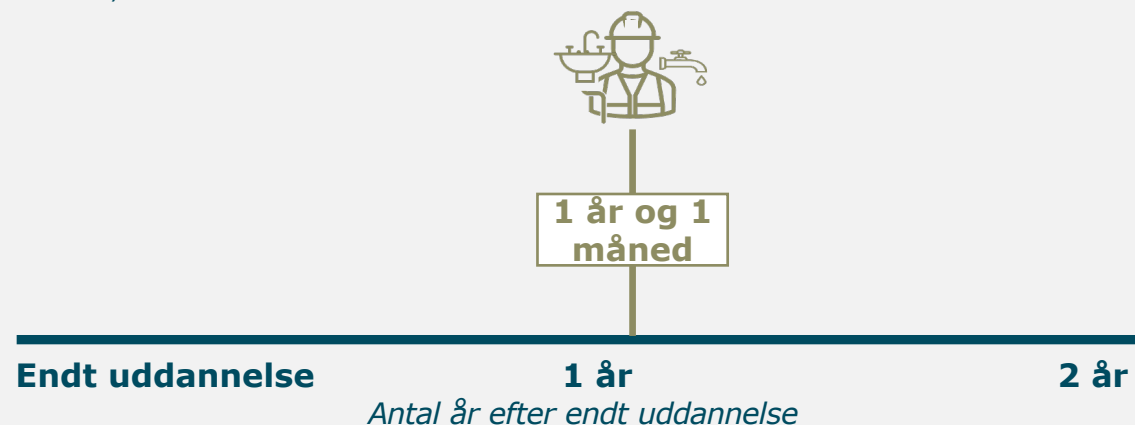 1 år og 1
måned
Endt uddannelse 1 år 2 år
Antal år efter endt uddannelse